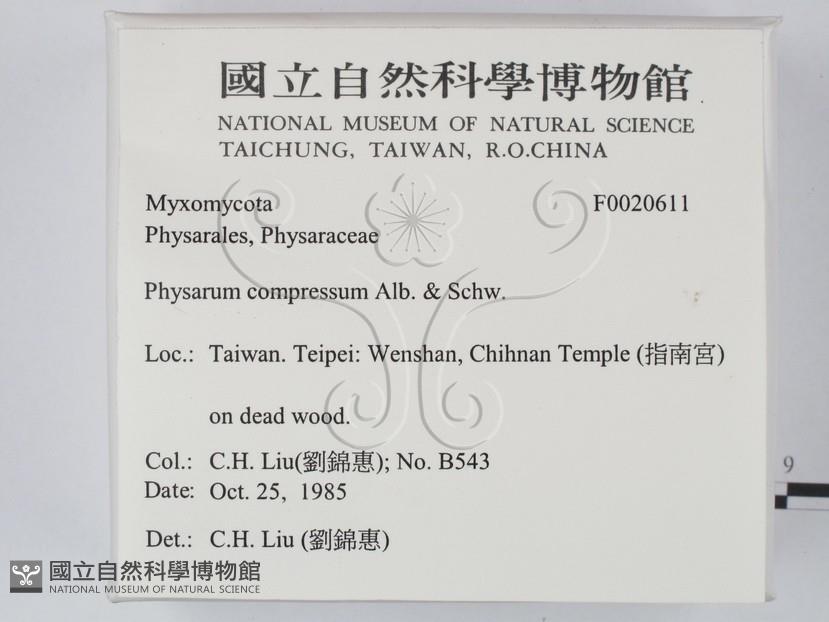 國立自然科學博物館
NATIONAL MUSEUM OF NATURAL SCIENCE
TAICHUNG, TAIWAN, R.O.CHINA
Myxomycota F0020611
Physarales, Physaraceae
Physarum compressum Alb. & Schw.
Loc.: Taiwan. Teipei: Wenshan, Chihnan Temple (指南宮)
on dead wood.
Col.: C.H. Liu(劉錦惠); No. B543
Date: Oct. 25, 1985
Det.: C.H. Liu (劉錦惠)
9
國立自然科學博物館
NATIONAL MUSEUM OF NATURAL SCIENCE